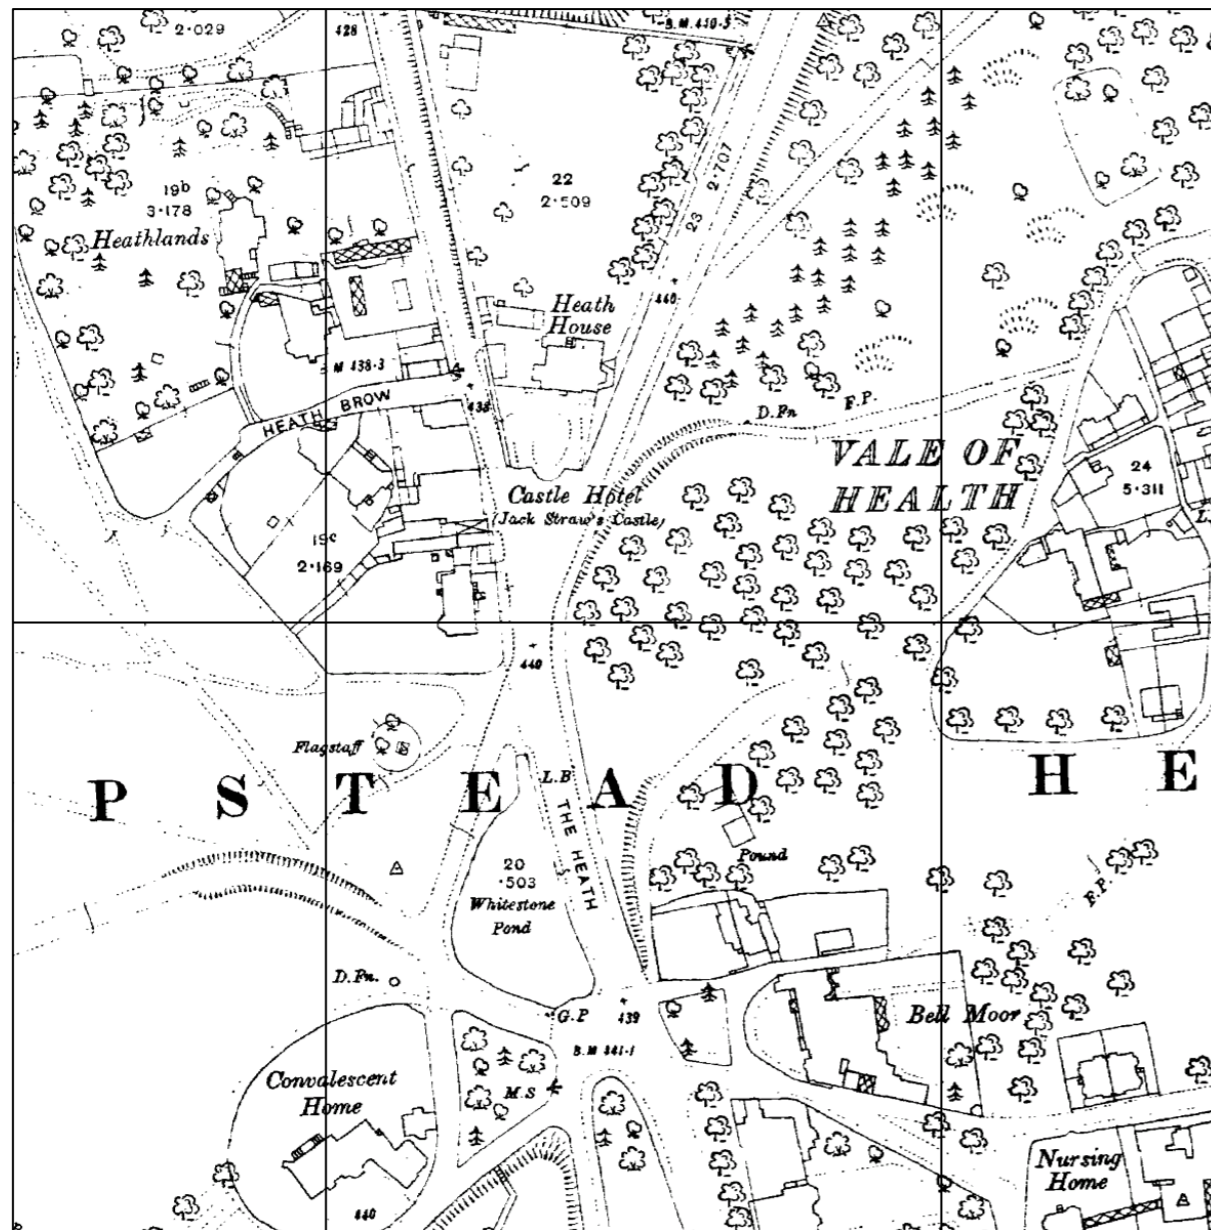 2·029
428
B.M. 440·5
19b
3·178
Heathlands
22
2·509
23
2·707
440
Heath
House
M 438·3
HEATH BROW
438
D.Fn
F.P.
VALE OF
HEALTH
24
5·311
Castle Hotel
(Jack Straw's Castle)
19c
2·169
440
Flagstaff
L.B
P S T E A D
H E
THE HEATH
20
·503
Whitestone
Pond
Pound
F.P.
D.Fn.
G.P
439
B.M 441·1
Bell Moor
Convalescent
Home
M.S
Nursing
Home
440